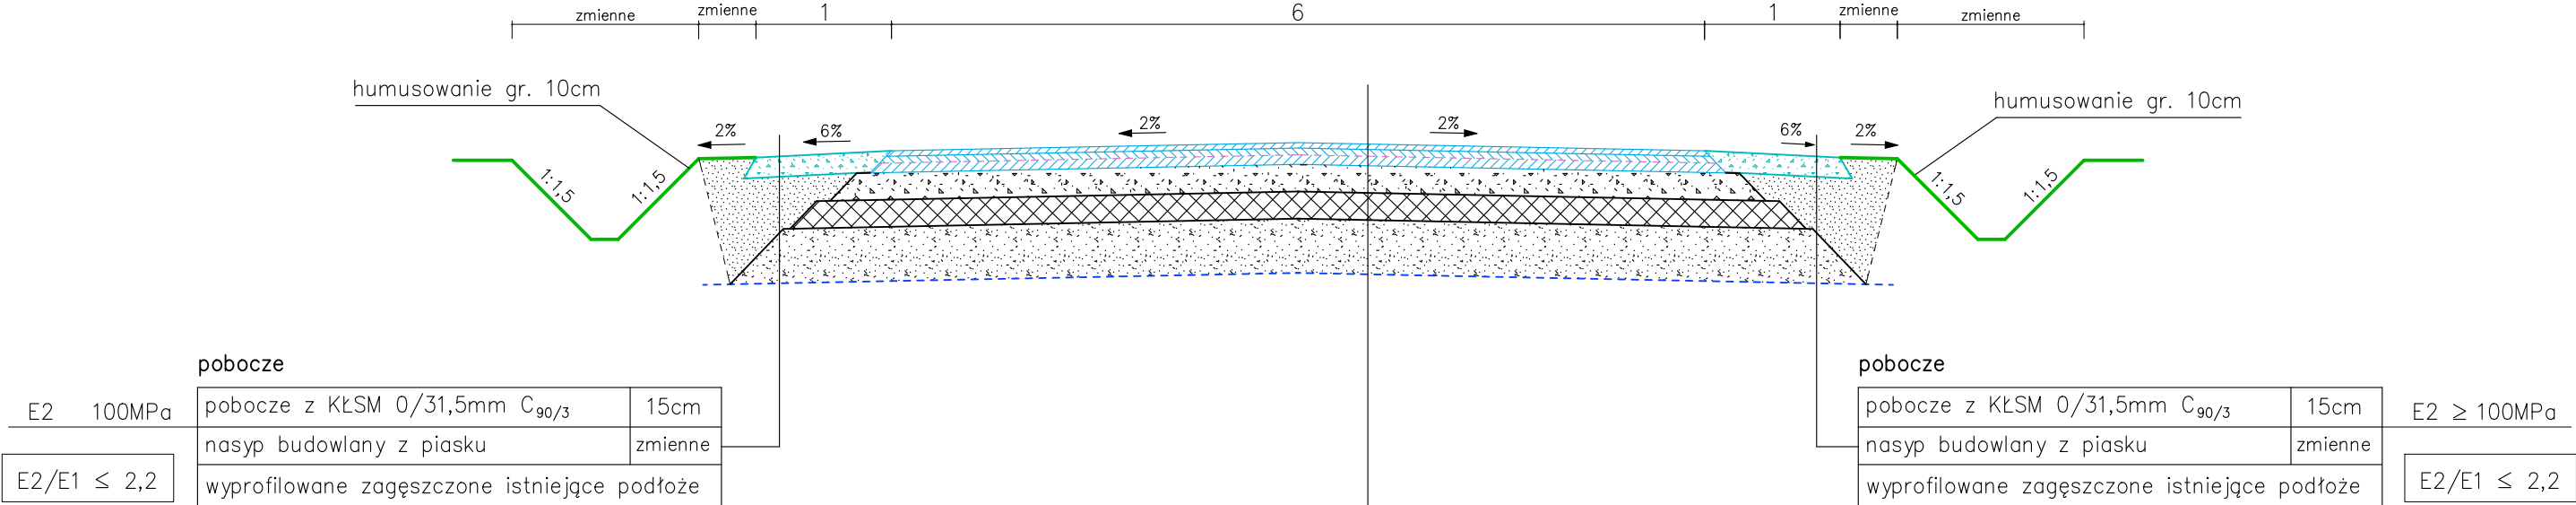 zmienne zmienne 1 6 1 zmienne zmienne
humusowanie gr. 10cm
humusowanie gr. 10cm
2% 6% 2% 2% 6% 2%
1:1,5 1:1,5 1:1,5 1:1,5
pobocze
E2 100MPa
pobocze z KŁSM 0/31,5mm C90/3 15cm
nasyp budowlany z piasku zmienne
E2/E1 ≤ 2,2
wyprofilowane zagęszczone istniejące podłoże
pobocze
pobocze z KŁSM 0/31,5mm C90/3 15cm
E2 ≥ 100MPa
nasyp budowlany z piasku zmienne
wyprofilowane zagęszczone istniejące podłoże
E2/E1 ≤ 2,2